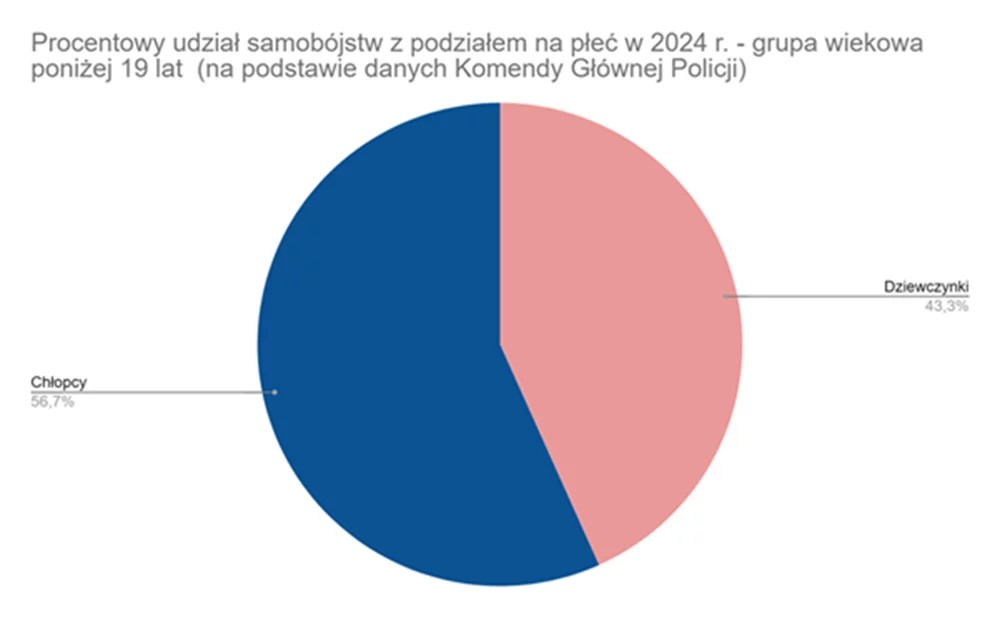 Procentowy udział samobójstw z podziałem na płeć w 2024 r. - grupa wiekowa
poniżej 19 lat (na podstawie danych Komendy Głównej Policji)
Dziewczynki
43,3%
Chłopcy
56,7%